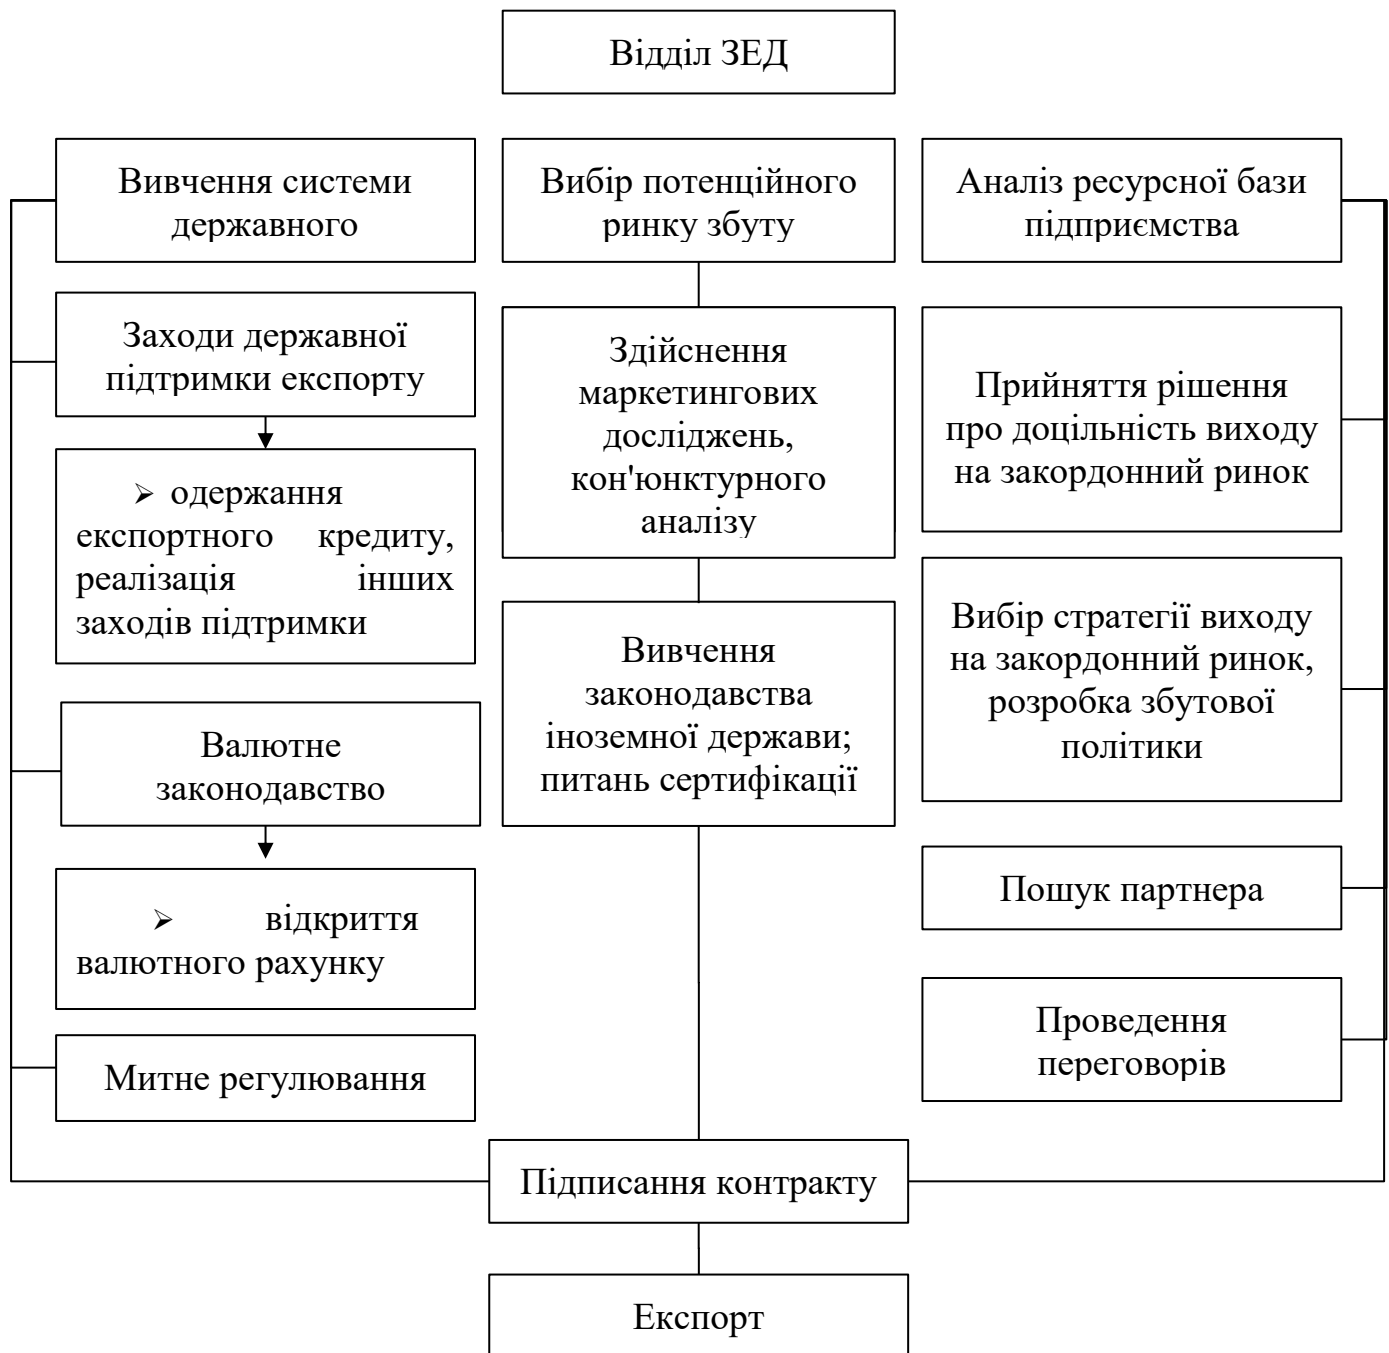 Відділ ЗЕД
Вивчення системи
державного
Заходи державної
підтримки експорту
➢ одержання
експортного кредиту,
реалізація інших
заходів підтримки
Валютне
законодавство
➢ відкриття
валютного рахунку
Митне регулювання
Вибір потенційного
ринку збуту
Здійснення
маркетингових
досліджень,
кон'юнктурного
аналізу
Вивчення
законодавства
іноземної держави;
питань сертифікації
Аналіз ресурсної бази
підприємства
Прийняття рішення
про доцільність виходу
на закордонний ринок
Вибір стратегії виходу
на закордонний ринок,
розробка збутової
політики
Пошук партнера
Проведення
переговорів
Підписання контракту
Експорт